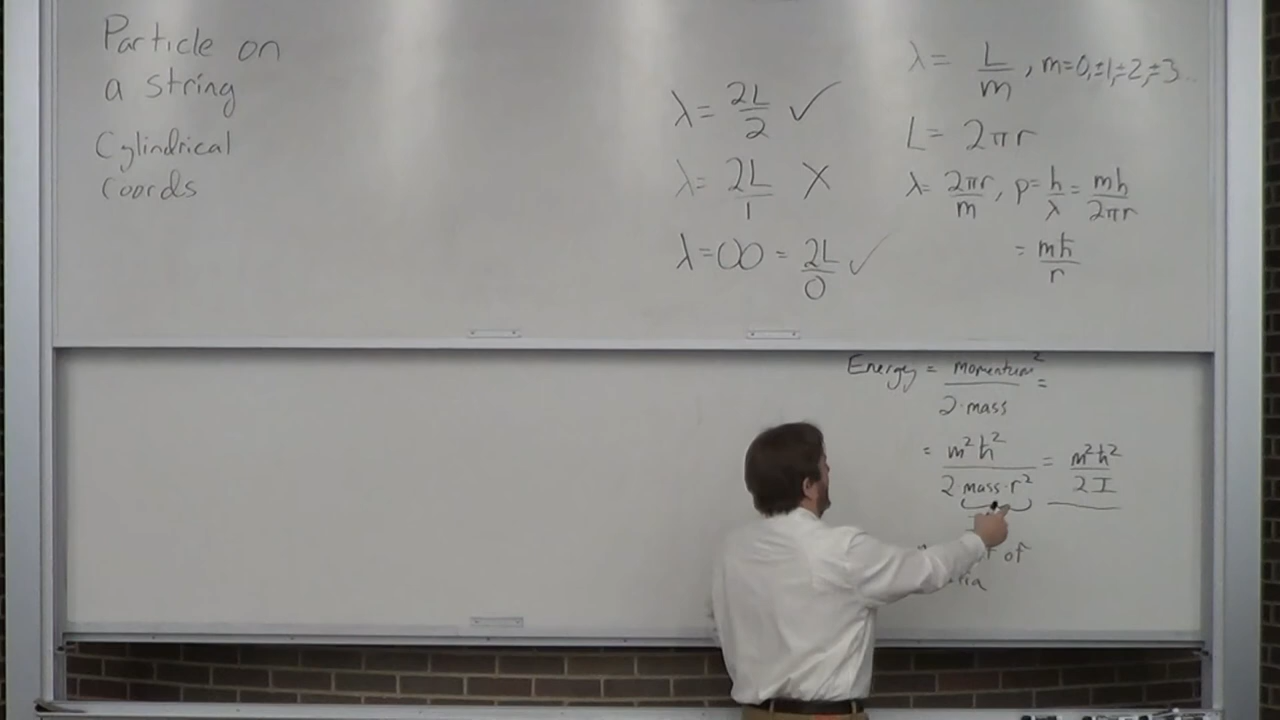 Particle on
a string
Cylindrical
Coords
λ = 2L/2 ✓
λ = 2L/1 X
λ = ∞ = 2L/0 ✓
λ = L/m, m=0,±1,±2,±3...
L = 2πr
λ = 2πr/m, p = h/λ = mh/2πr
= mħ/r
Energy = momentum²/2·mass =
= m²ħ²/2·mass·r² = m²ħ²/2I
of